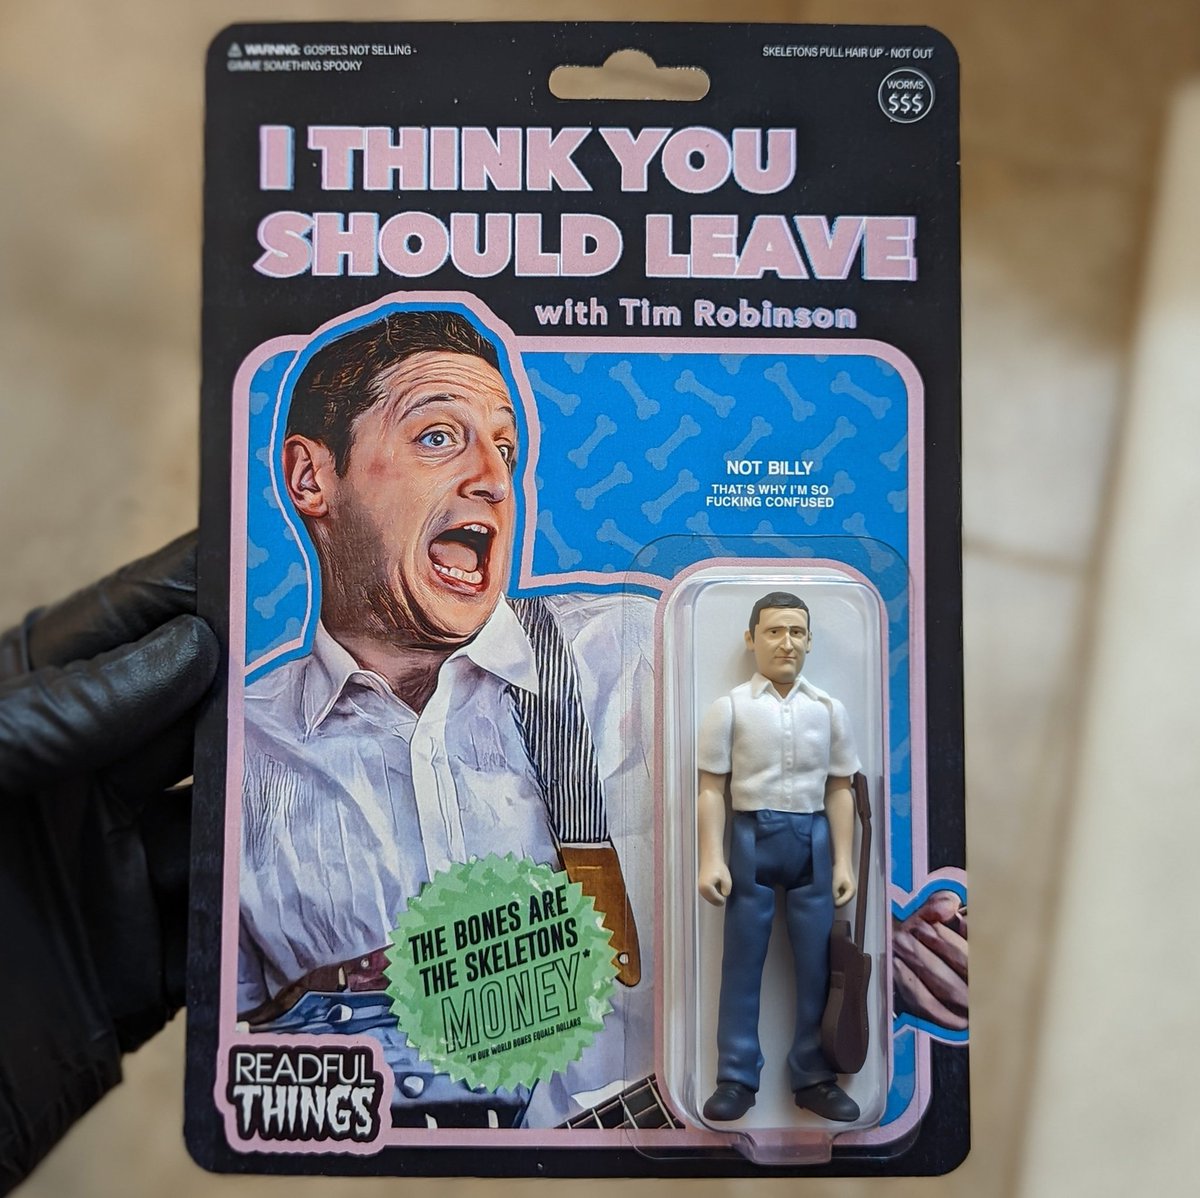 ⚠ WARNING: GOSPEL'S NOT SELLING -
GIMME SOMETHING SPOOKY
SKELETONS PULL HAIR UP - NOT OUT
WORMS
$$$
I THINK YOU
SHOULD LEAVE
with Tim Robinson
NOT BILLY
THAT'S WHY I'M SO
FUCKING CONFUSED
THE BONES ARE
THE SKELETONS
MONEY*
*IN OUR WORLD BONES EQUALS DOLLARS
READFUL
THINGS